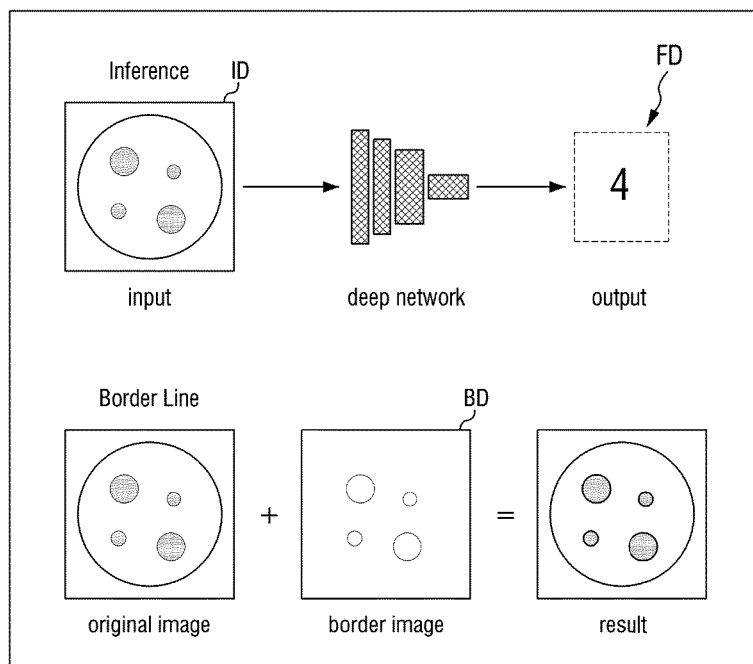 Inference
ID
FD
4
input
deep network
output
Border Line
BD
+
=
original image
border image
result